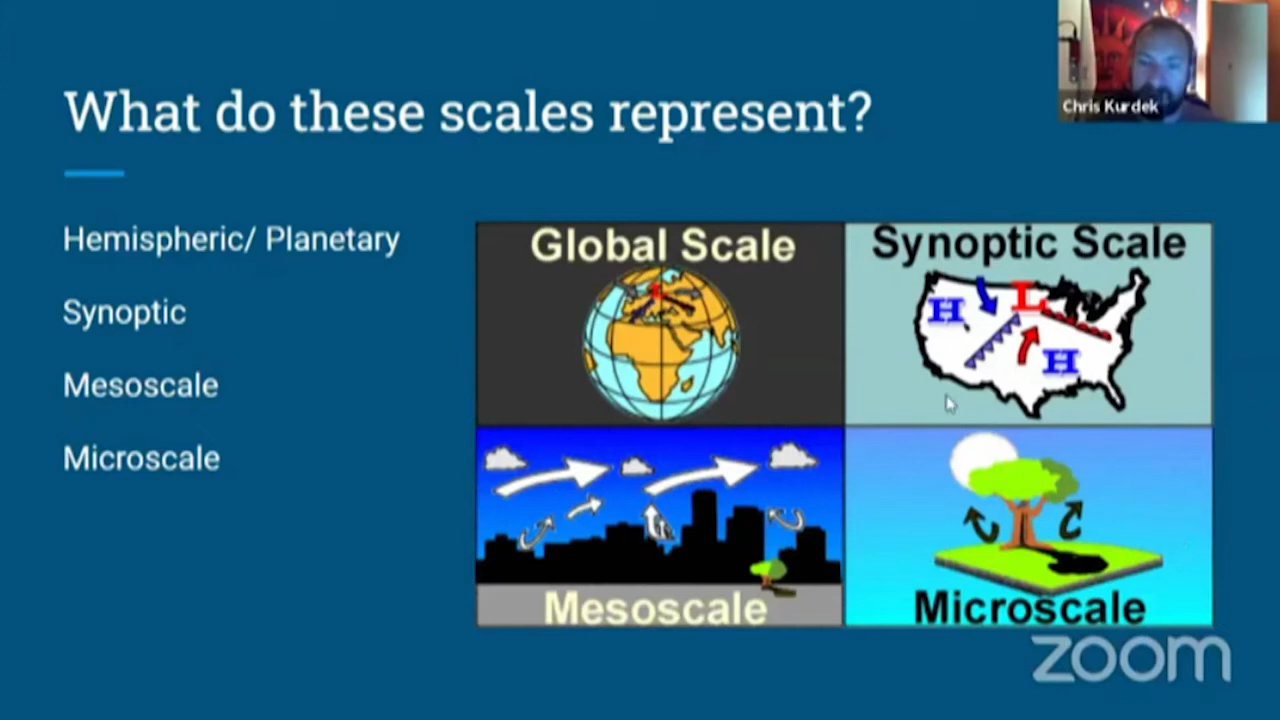 What do these scales represent?
Chris Kurdek
Hemispheric/ Planetary
Synoptic
Mesoscale
Microscale
Global Scale
Synoptic Scale
H
L
H
Mesoscale
Microscale
zoom